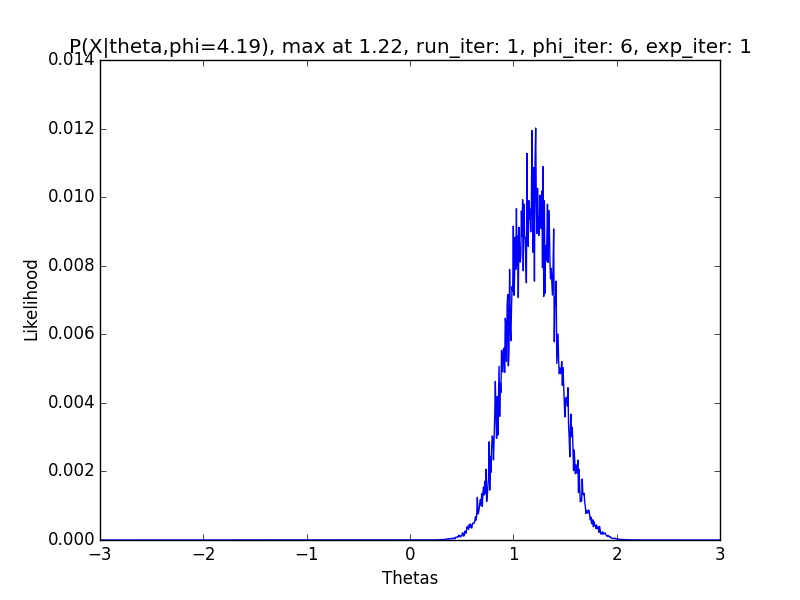 P(X|theta,phi=4.19), max at 1.22, run_iter: 1, phi_iter: 6, exp_iter: 1
0.014
0.012
0.010
0.008
0.006
0.004
0.002
0.000
Likelihood
−3 −2 −1 0 1 2 3
Thetas